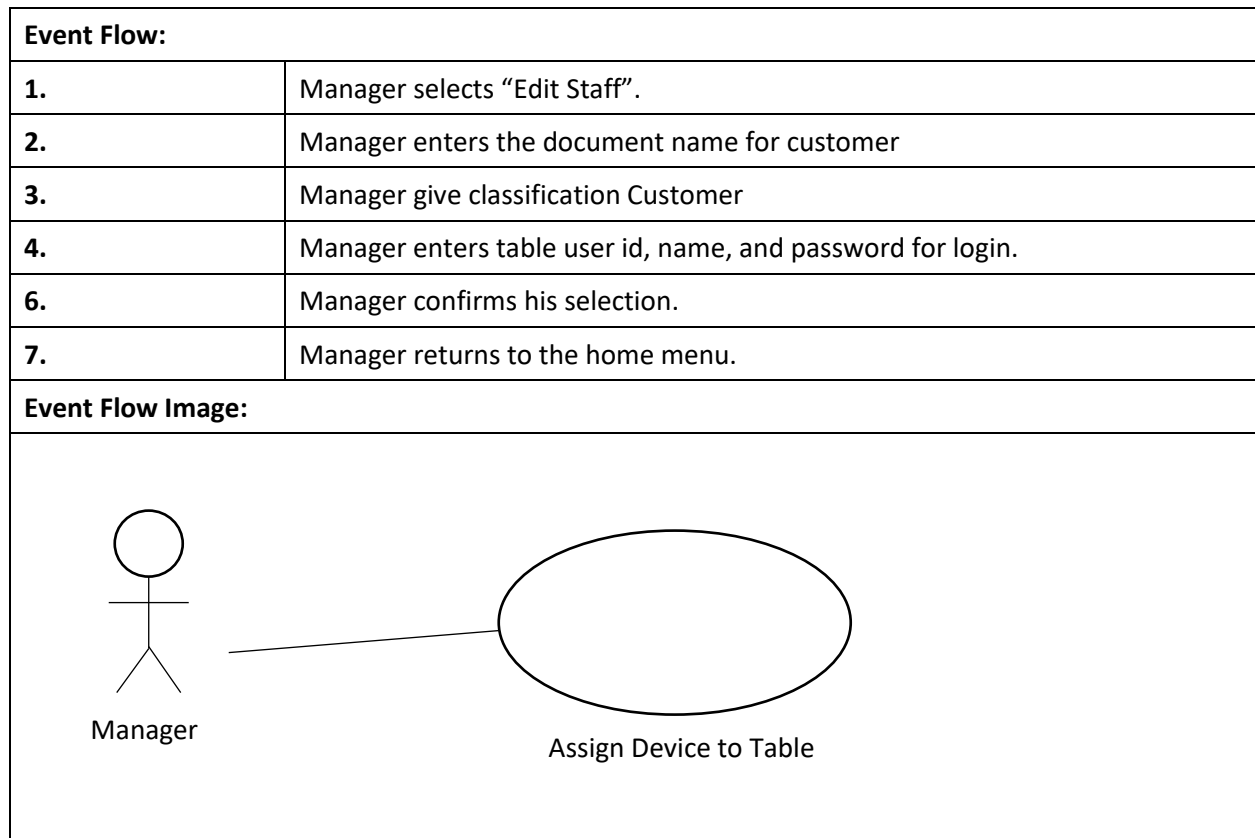 Event Flow:
1. Manager selects “Edit Staff”.
2. Manager enters the document name for customer
3. Manager give classification Customer
4. Manager enters table user id, name, and password for login.
6. Manager confirms his selection.
7. Manager returns to the home menu.
Event Flow Image:
Manager
Assign Device to Table